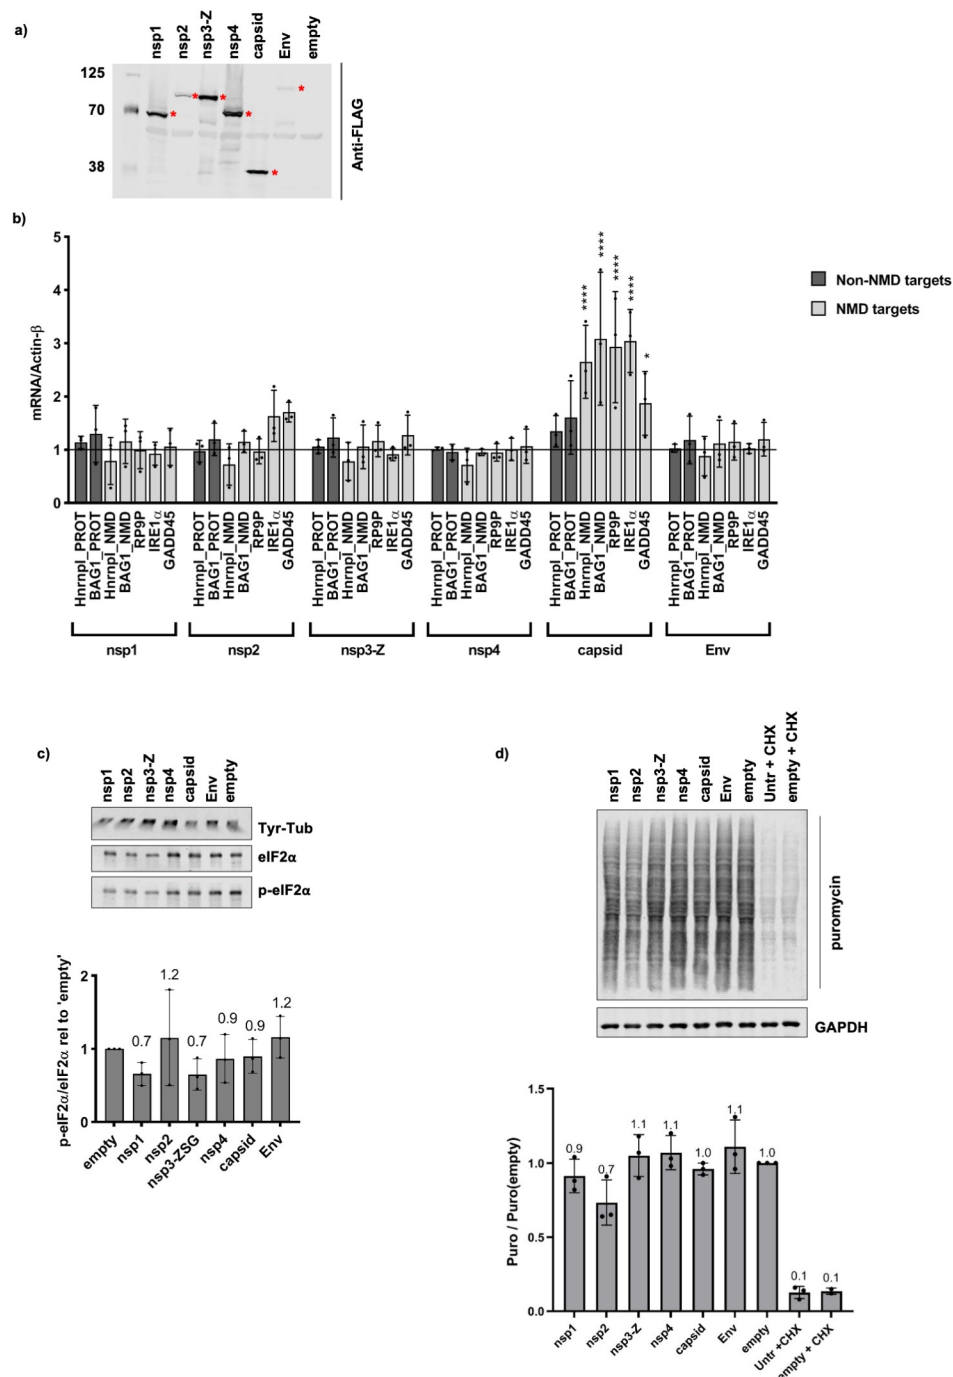 a)
nsp1
nsp2
nsp3-Z
nsp4
capsid
Env
empty
125
70
38
*
*
*
*
*
*
Anti-FLAG
b)
mRNA/Actin-β
5
4
3
2
1
0
****
****
****
****
*
Non-NMD targets
NMD targets
Hnrnpl_PROT
BAG1_PROT
Hnrnpl_NMD
BAG1_NMD
RP9P
IRE1α
GADD45
Hnrnpl_PROT
BAG1_PROT
Hnrnpl_NMD
BAG1_NMD
RP9P
IRE1α
GADD45
Hnrnpl_PROT
BAG1_PROT
Hnrnpl_NMD
BAG1_NMD
RP9P
IRE1α
GADD45
Hnrnpl_PROT
BAG1_PROT
Hnrnpl_NMD
BAG1_NMD
RP9P
IRE1α
GADD45
Hnrnpl_PROT
BAG1_PROT
Hnrnpl_NMD
BAG1_NMD
RP9P
IRE1α
GADD45
Hnrnpl_PROT
BAG1_PROT
Hnrnpl_NMD
BAG1_NMD
RP9P
IRE1α
GADD45
nsp1
nsp2
nsp3-Z
nsp4
capsid
Env
c)
nsp1
nsp2
nsp3-Z
nsp4
capsid
Env
empty
Tyr-Tub
eIF2α
p-eIF2α
p-eIF2α/eIF2α rel to 'empty'
2
1
0
0.7
1.2
0.7
0.9
0.9
1.2
empty
nsp1
nsp2
nsp3-ZSG
nsp4
capsid
Env
d)
nsp1
nsp2
nsp3-Z
nsp4
capsid
Env
empty
Untr + CHX
empty + CHX
puromycin
GAPDH
Puro / Puro(empty)
1.5
1.0
0.5
0.0
0.9
0.7
1.1
1.1
1.0
1.1
1.0
0.1
0.1
nsp1
nsp2
nsp3-Z
nsp4
capsid
Env
empty
Untr +CHX
empty + CHX